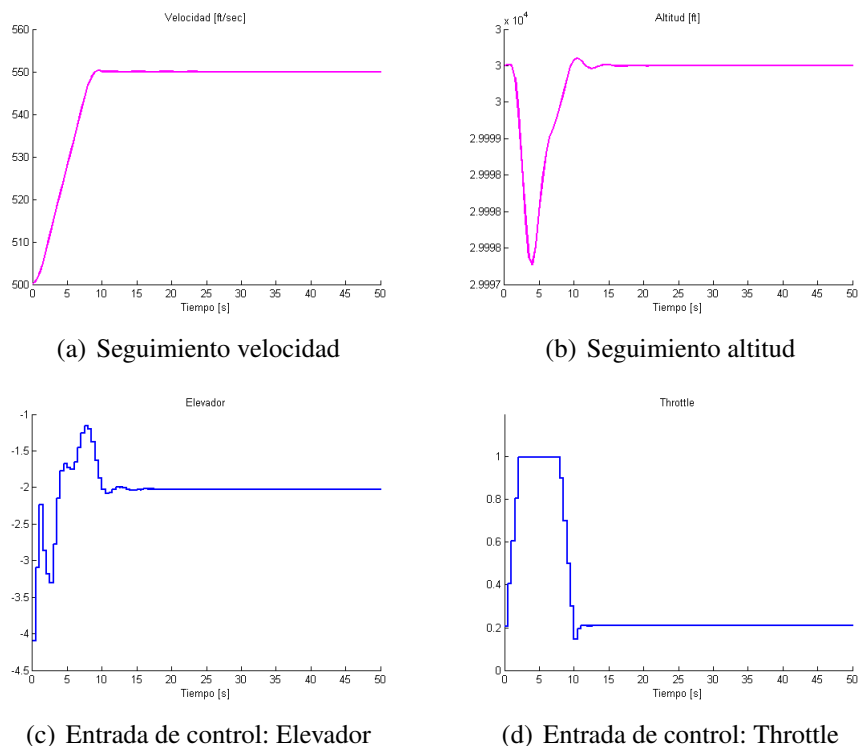 Velocidad [ft/sec]
560
550
540
530
520
510
500
0 5 10 15 20 25 30 35 40 45 50
Tiempo [s]
(a) Seguimiento velocidad
Altitud [ft]
x 10⁴
3
3
3
2.9999
2.9998
2.9998
2.9998
2.9997
0 5 10 15 20 25 30 35 40 45 50
Tiempo [s]
(b) Seguimiento altitud
Elevador
-1
-1.5
-2
-2.5
-3
-3.5
-4
-4.5
0 5 10 15 20 25 30 35 40 45 50
Tiempo [s]
(c) Entrada de control: Elevador
Throttle
1
0.8
0.6
0.4
0.2
0
0 5 10 15 20 25 30 35 40 45 50
Tiempo [s]
(d) Entrada de control: Throttle